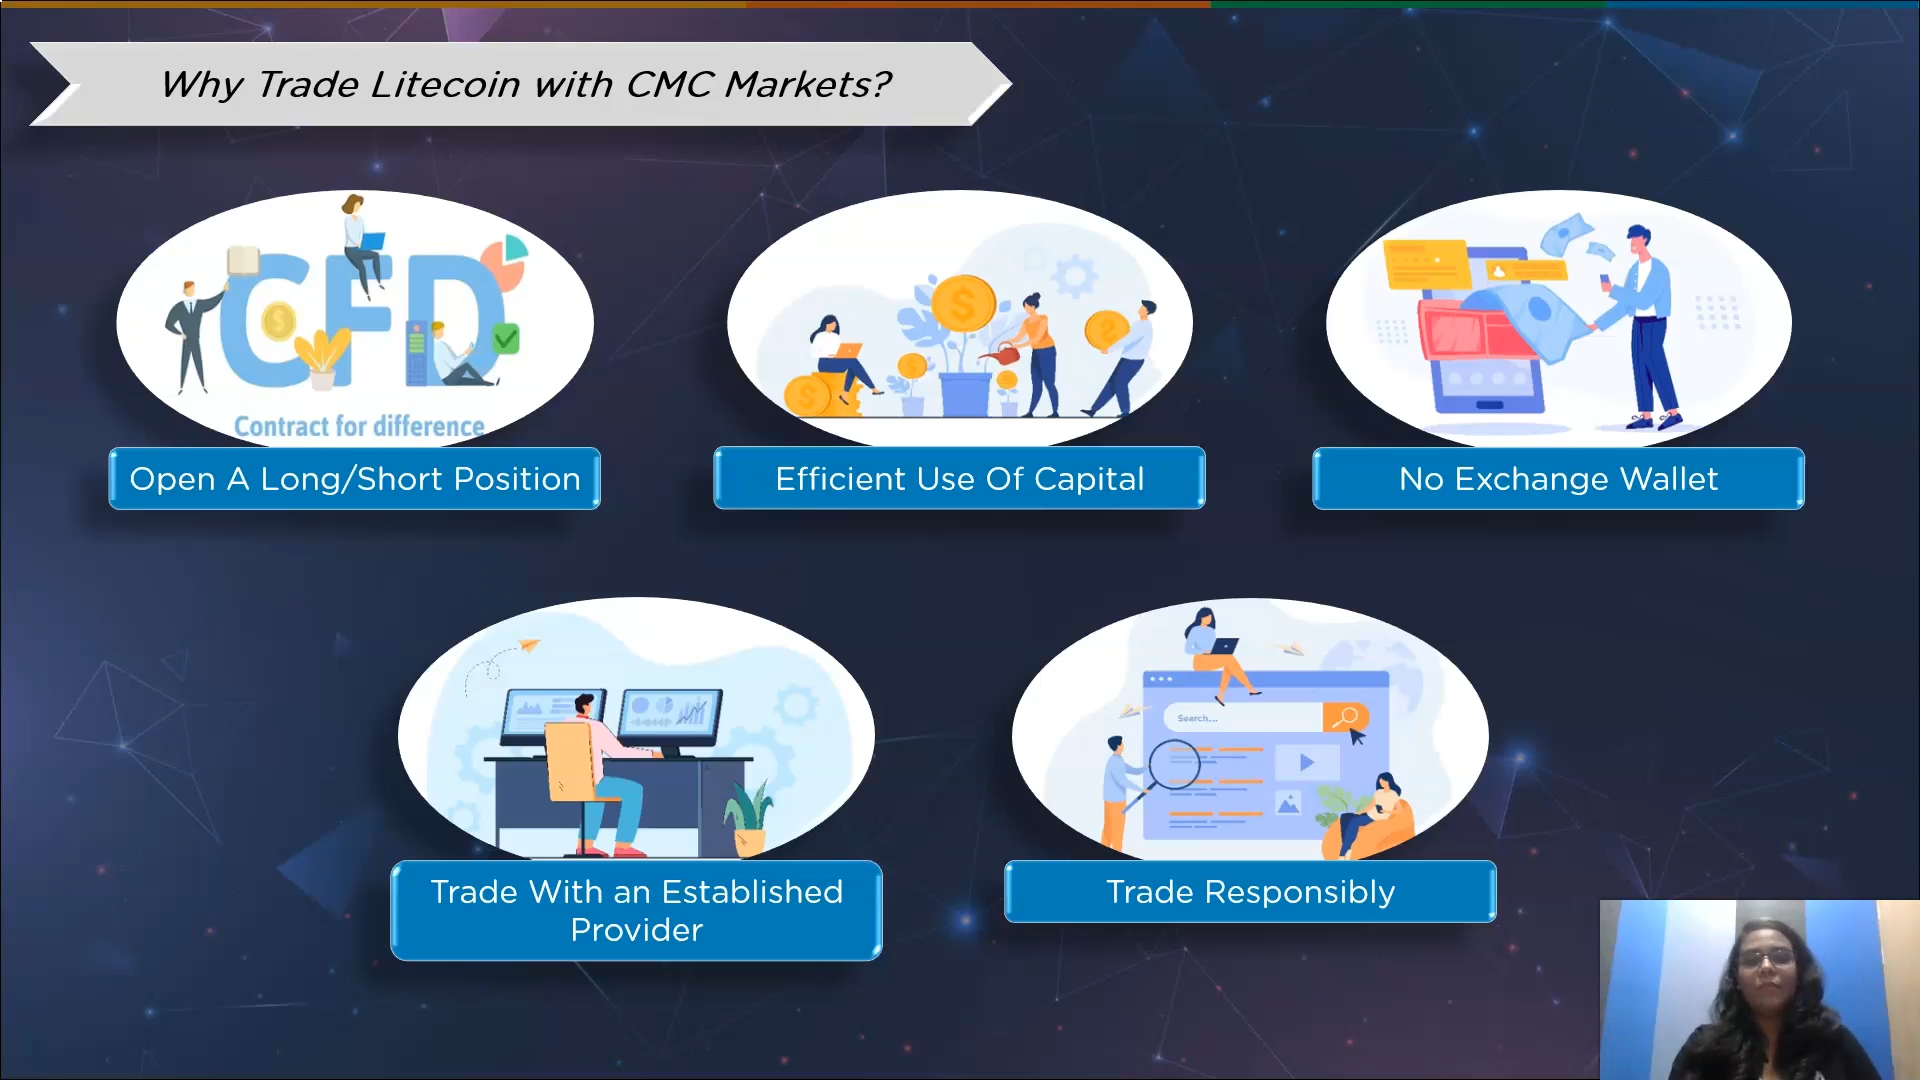 Why Trade Litecoin with CMC Markets?
CFD
Contract for difference
Open A Long/Short Position
Efficient Use Of Capital
No Exchange Wallet
Search...
Trade With an Established
Provider
Trade Responsibly